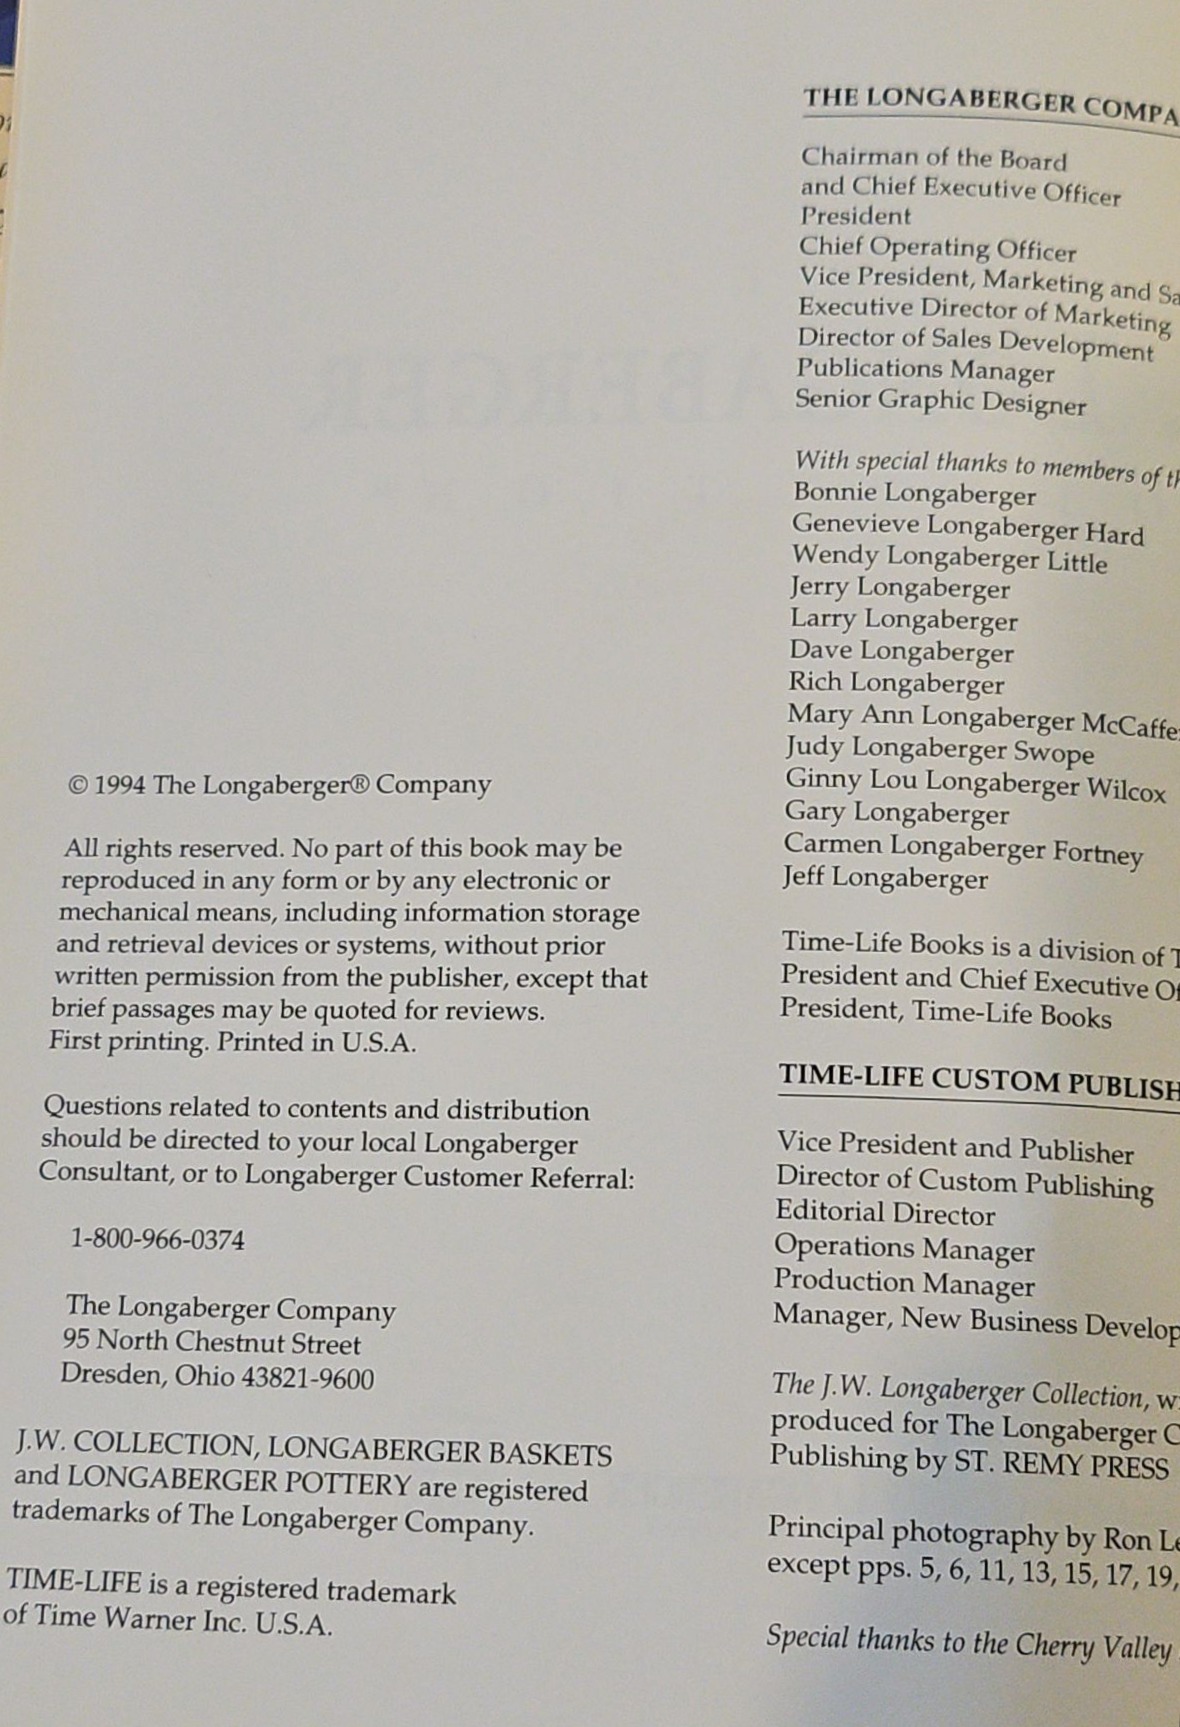 © 1994 The Longaberger® Company
All rights reserved. No part of this book may be
reproduced in any form or by any electronic or
mechanical means, including information storage
and retrieval devices or systems, without prior
written permission from the publisher, except that
brief passages may be quoted for reviews.
First printing. Printed in U.S.A.
Questions related to contents and distribution
should be directed to your local Longaberger
Consultant, or to Longaberger Customer Referral:
1-800-966-0374
The Longaberger Company
95 North Chestnut Street
Dresden, Ohio 43821-9600
J.W. COLLECTION, LONGABERGER BASKETS
and LONGABERGER POTTERY are registered
trademarks of The Longaberger Company.
TIME-LIFE is a registered trademark
of Time Warner Inc. U.S.A.
THE LONGABERGER COMPA
Chairman of the Board
and Chief Executive Officer
President
Chief Operating Officer
Vice President, Marketing and Sa
Executive Director of Marketing
Director of Sales Development
Publications Manager
Senior Graphic Designer
With special thanks to members of th
Bonnie Longaberger
Genevieve Longaberger Hard
Wendy Longaberger Little
Jerry Longaberger
Larry Longaberger
Dave Longaberger
Rich Longaberger
Mary Ann Longaberger McCaffe
Judy Longaberger Swope
Ginny Lou Longaberger Wilcox
Gary Longaberger
Carmen Longaberger Fortney
Jeff Longaberger
Time-Life Books is a division of T
President and Chief Executive Of
President, Time-Life Books
TIME-LIFE CUSTOM PUBLISH
Vice President and Publisher
Director of Custom Publishing
Editorial Director
Operations Manager
Production Manager
Manager, New Business Develop
The J.W. Longaberger Collection, w
produced for The Longaberger C
Publishing by ST. REMY PRESS
Principal photography by Ron Le
except pps. 5, 6, 11, 13, 15, 17, 19,
Special thanks to the Cherry Valley